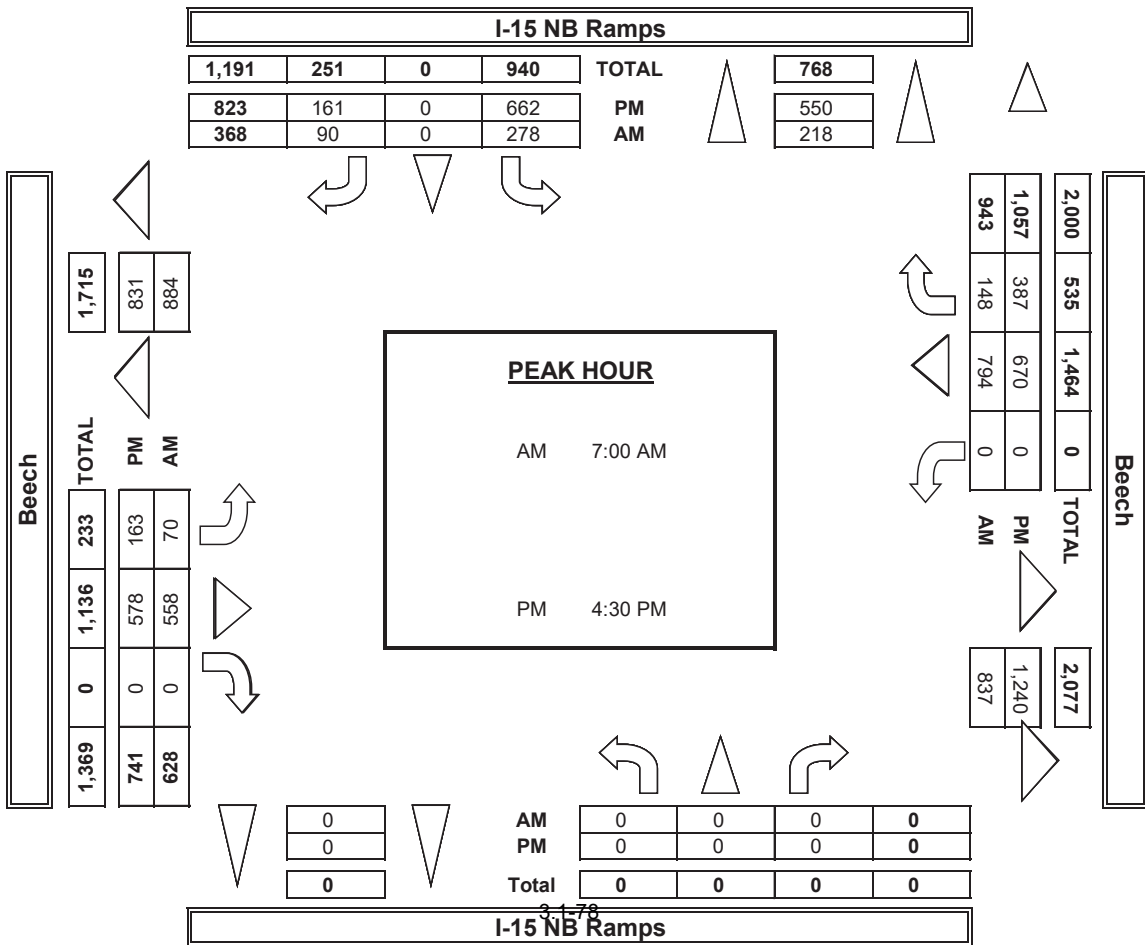 I-15 NB Ramps
1,191 251 0 940 TOTAL 768
823 161 0 662 PM 550
368 90 0 278 AM 218
Beech
1,715
831
884
TOTAL
PM
AM
233 1,136 0 1,369
163 578 0 741
70 558 0 628
PEAK HOUR
AM 7:00 AM
PM 4:30 PM
2,000 535 1,464 0 TOTAL 2,077
1,057 387 670 0 PM 1,240
943 148 794 0 AM 837
Beech
0 AM 0 0 0 0
0 PM 0 0 0 0
0 Total 0 0 0 0
3.1-78
I-15 NB Ramps